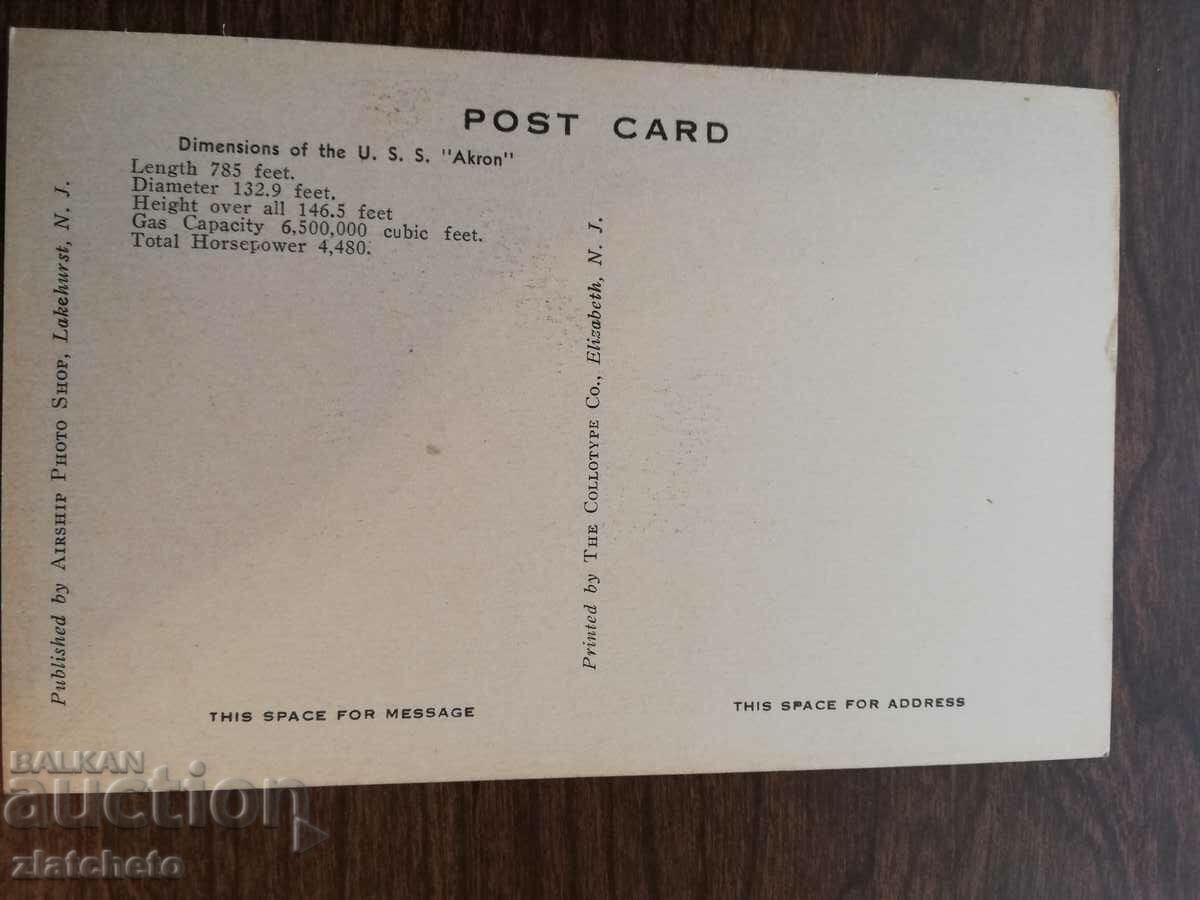 POST CARD
Dimensions of the U. S. S. "Akron"
Length 785 feet.
Diameter 132.9 feet.
Height over all 146.5 feet
Gas Capacity 6,500,000 cubic feet.
Total Horsepower 4,480.
Published by AIRSHIP PHOTO SHOP, Lakehurst, N. J.
Printed by THE COLLOTYPE CO., Elizabeth, N. J.
THIS SPACE FOR MESSAGE
THIS SPACE FOR ADDRESS
BALKAN
auction
zlatcheto